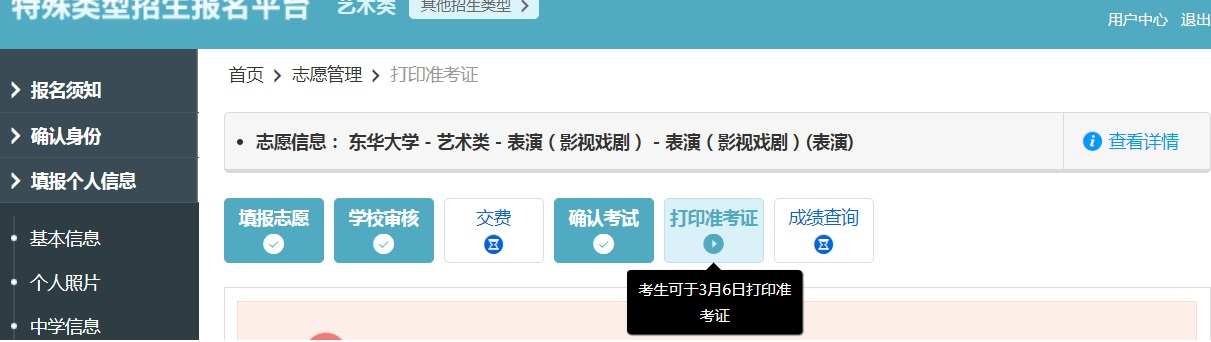 特殊类型招生报名平台 艺术类 其他招生类型
用户中心 退出
报名须知
确认身份
填报个人信息
基本信息
个人照片
中学信息
首页 > 志愿管理 > 打印准考证
• 志愿信息： 东华大学 - 艺术类 - 表演（影视戏剧） - 表演（影视戏剧）(表演)
查看详情
填报志愿 学校审核 交费 确认考试 打印准考证 成绩查询
考生可于3月6日打印准
考证